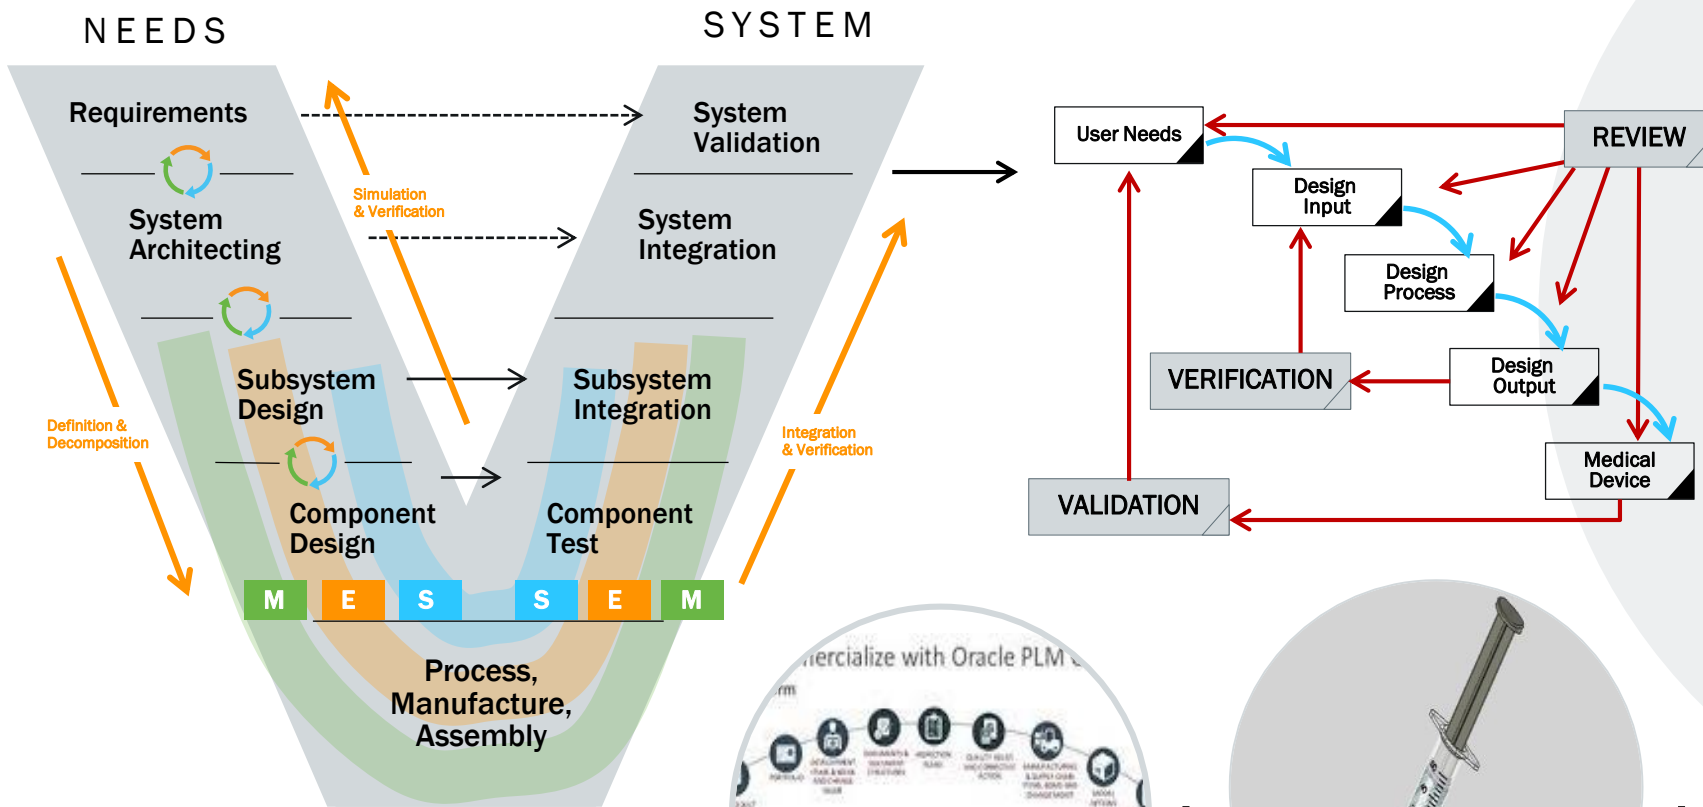 NEEDS
SYSTEM
Requirements
System
Validation
System
Architecting
System
Integration
Simulation
& Verification
Definition &
Decomposition
Subsystem
Design
Subsystem
Integration
Integration
& Verification
Component
Design
Component
Test
M E S S E M
Process,
Manufacture,
Assembly
User Needs
REVIEW
Design
Input
Design
Process
VERIFICATION
Design
Output
Medical
Device
VALIDATION
with Oracle PLM
PORTFOLIO